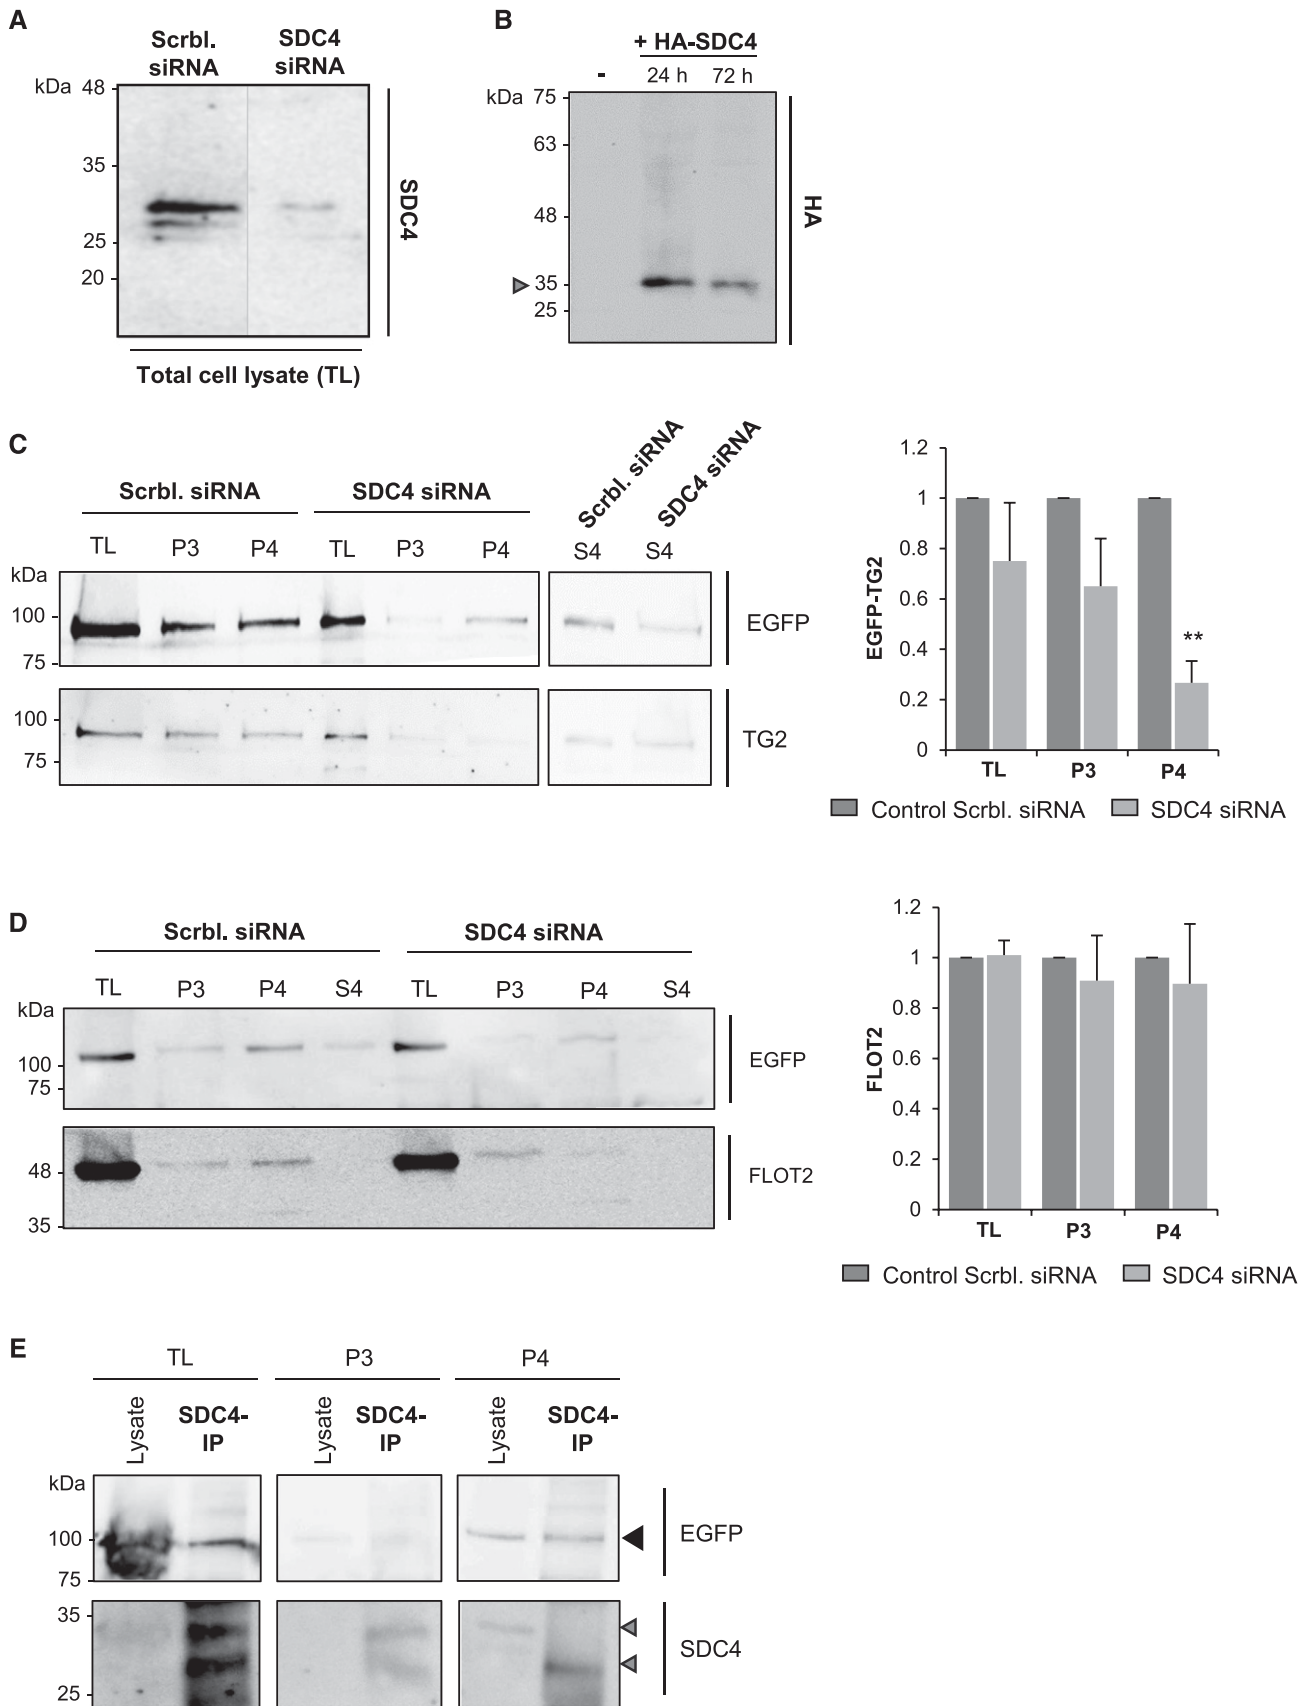 A
Scrbl.
siRNA
SDC4
siRNA
kDa
48
35
25
20
SDC4
Total cell lysate (TL)
B
+ HA-SDC4
-
24 h
72 h
kDa
75
63
48
35
25
HA
C
Scrbl. siRNA
SDC4 siRNA
Scrbl. siRNA
SDC4 siRNA
TL
P3
P4
TL
P3
P4
S4
S4
kDa
100
75
EGFP
100
75
TG2
1.2
1
0.8
0.6
0.4
0.2
0
EGFP-TG2
**
TL
P3
P4
Control Scrbl. siRNA
SDC4 siRNA
D
Scrbl. siRNA
SDC4 siRNA
TL
P3
P4
S4
TL
P3
P4
S4
kDa
100
75
EGFP
48
35
FLOT2
1.2
1
0.8
0.6
0.4
0.2
0
FLOT2
TL
P3
P4
Control Scrbl. siRNA
SDC4 siRNA
E
TL
P3
P4
Lysate
SDC4-
IP
Lysate
SDC4-
IP
Lysate
SDC4-
IP
kDa
100
75
EGFP
35
25
SDC4